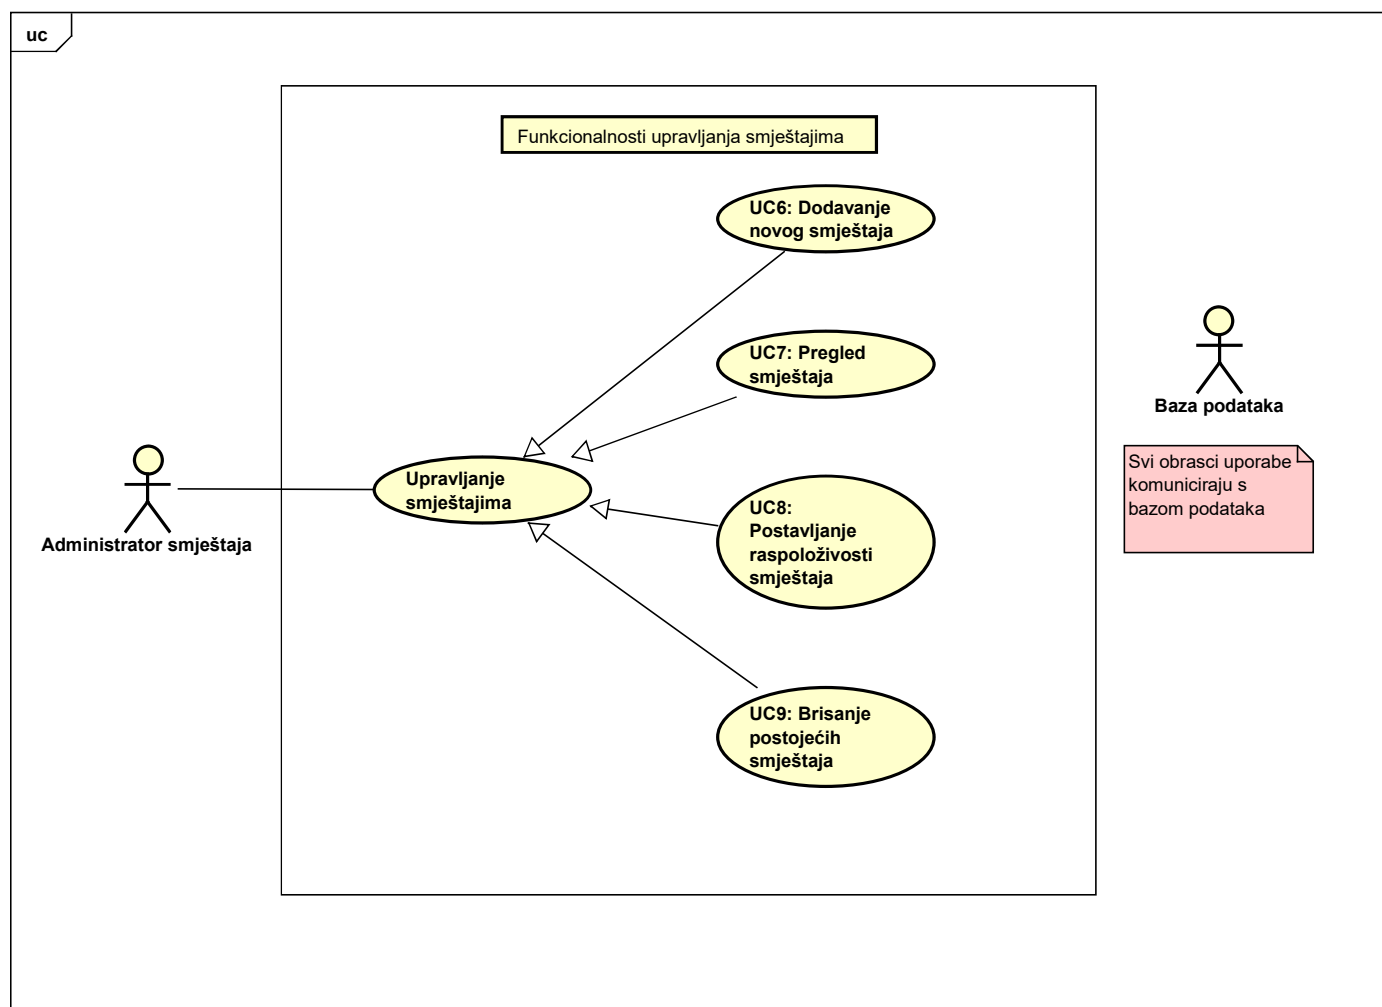 uc
Funkcionalnosti upravljanja smještajima
UC6: Dodavanje
novog smještaja
UC7: Pregled
smještaja
Baza podataka
Svi obrasci uporabe
komuniciraju s
bazom podataka
Upravljanje
smještajima
Administrator smještaja
UC8:
Postavljanje
raspoloživosti
smještaja
UC9: Brisanje
postojećih
smještaja